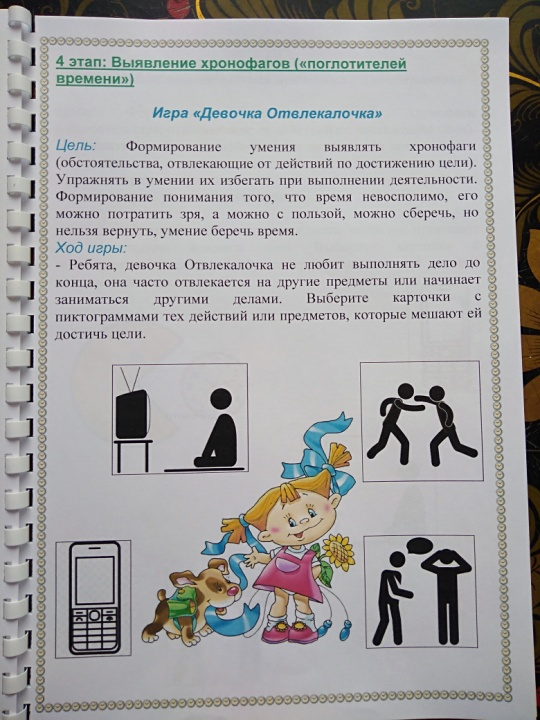 4 этап: Выявление хронофагов («поглотителей
времени»)
Игра «Девочка Отвлекалочка»
Цель: Формирование умения выявлять хронофаги
(обстоятельства, отвлекающие от действий по достижению цели).
Упражнять в умении их избегать при выполнении деятельности.
Формирование понимания того, что время невосполимо, его
можно потратить зря, а можно с пользой, можно сберечь, но
нельзя вернуть, умение беречь время.
Ход игры:
- Ребята, девочка Отвлекалочка не любит выполнять дело до
конца, она часто отвлекается на другие предметы или начинает
заниматься другими делами. Выберите карточки с
пиктограммами тех действий или предметов, которые мешают ей
достичь цели.